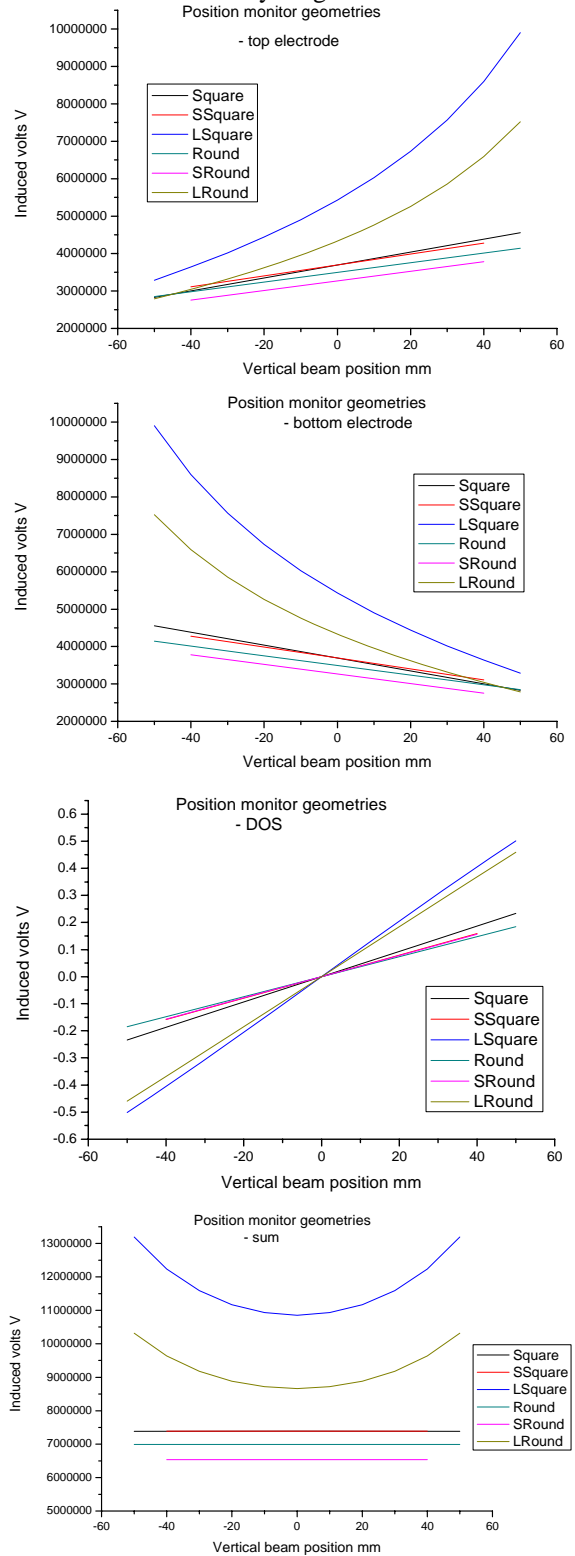 Position monitor geometries
- top electrode
10000000
9000000
8000000
7000000
6000000
5000000
4000000
3000000
2000000
Induced volts V
Square
SSquare
LSquare
Round
SRound
LRound
-60 -40 -20 0 20 40 60
Vertical beam position mm
Position monitor geometries
- bottom electrode
10000000
9000000
8000000
7000000
6000000
5000000
4000000
3000000
2000000
Induced volts V
Square
SSquare
LSquare
Round
SRound
LRound
-60 -40 -20 0 20 40 60
Vertical beam position mm
Position monitor geometries
- DOS
0.6
0.5
0.4
0.3
0.2
0.1
0.0
-0.1
-0.2
-0.3
-0.4
-0.5
-0.6
Induced volts V
Square
SSquare
LSquare
Round
SRound
LRound
-60 -40 -20 0 20 40 60
Vertical beam position mm
Position monitor geometries
- sum
13000000
12000000
11000000
10000000
9000000
8000000
7000000
6000000
5000000
Induced volts V
Square
SSquare
LSquare
Round
SRound
LRound
-60 -40 -20 0 20 40 60
Vertical beam position mm